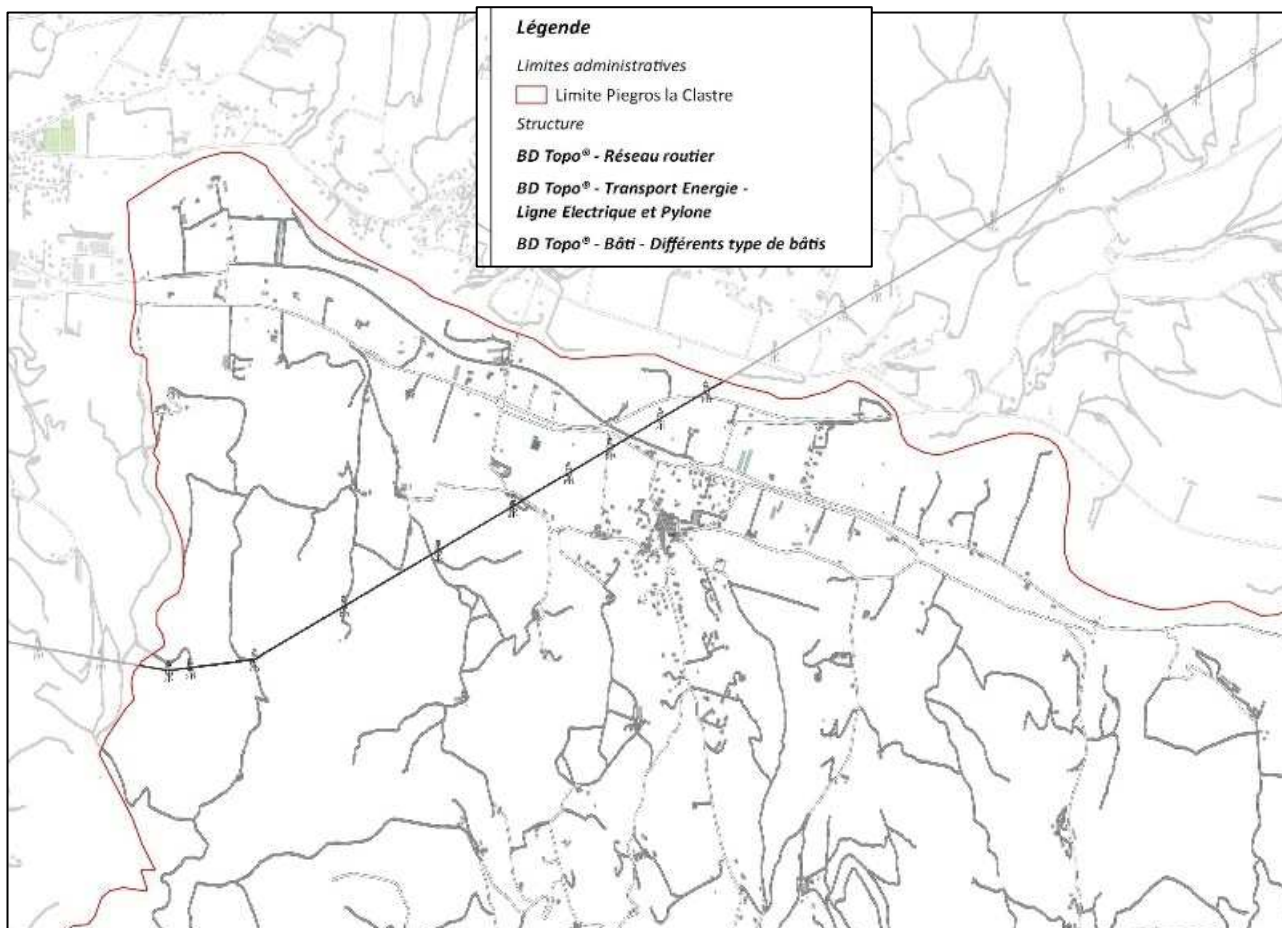 Légende
Limites administratives
Limite Piegros la Clastre
Structure
BD Topo® - Réseau routier
BD Topo® - Transport Energie -
Ligne Electrique et Pylone
BD Topo® - Bâti - Différents type de bâtis